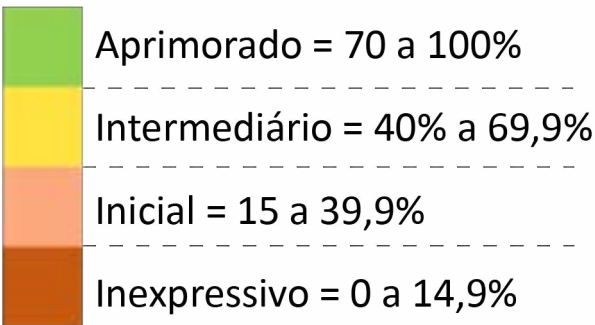 Aprimorado = 70 a 100%
Intermediário = 40% a 69,9%
Inicial = 15 a 39,9%
Inexpressivo = 0 a 14,9%